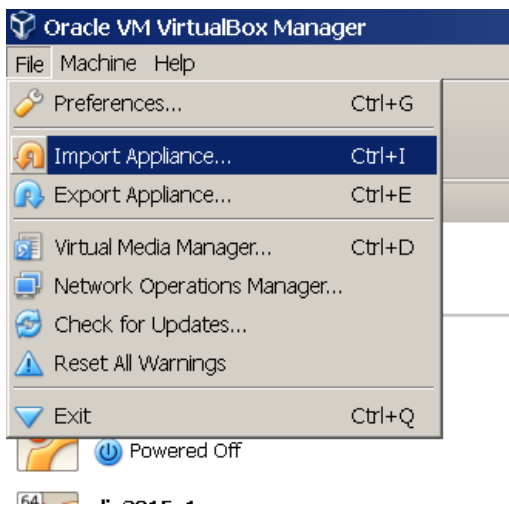 Oracle VM VirtualBox Manager
File Machine Help
Preferences... Ctrl+G
Import Appliance... Ctrl+I
Export Appliance... Ctrl+E
Virtual Media Manager... Ctrl+D
Network Operations Manager...
Check for Updates...
Reset All Warnings
Exit Ctrl+Q
Powered Off
64